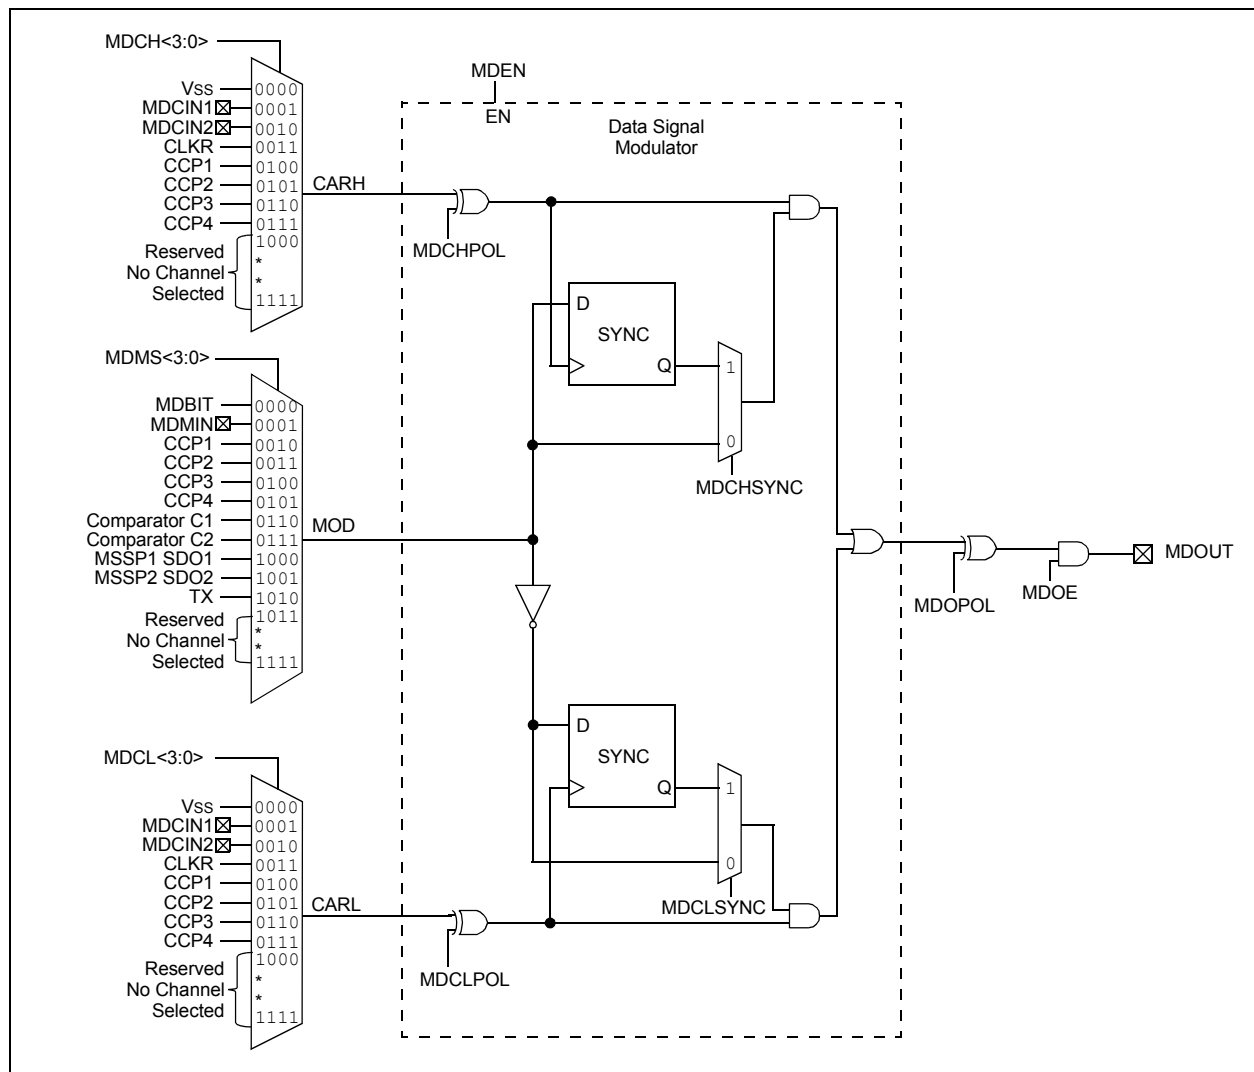 MDCH<3:0>
Vss 0000
MDCIN1 0001
MDCIN2 0010
CLKR 0011
CCP1 0100
CCP2 0101
CCP3 0110
CCP4 0111
1000
Reserved
No Channel
Selected
*
*
1111
CARH
MDEN
EN
Data Signal
Modulator
MDCHPOL
D
SYNC
Q
1
0
MDCHSYNC
MDMS<3:0>
MDBIT 0000
MDMIN 0001
CCP1 0010
CCP2 0011
CCP3 0100
CCP4 0101
Comparator C1 0110
Comparator C2 0111
MSSP1 SDO1 1000
MSSP2 SDO2 1001
TX 1010
1011
Reserved
No Channel
Selected
*
*
1111
MOD
MDOPOL
MDOE
MDOUT
D
SYNC
Q
1
0
MDCLSYNC
MDCL<3:0>
Vss 0000
MDCIN1 0001
MDCIN2 0010
CLKR 0011
CCP1 0100
CCP2 0101
CCP3 0110
CCP4 0111
1000
Reserved
No Channel
Selected
*
*
1111
CARL
MDCLPOL